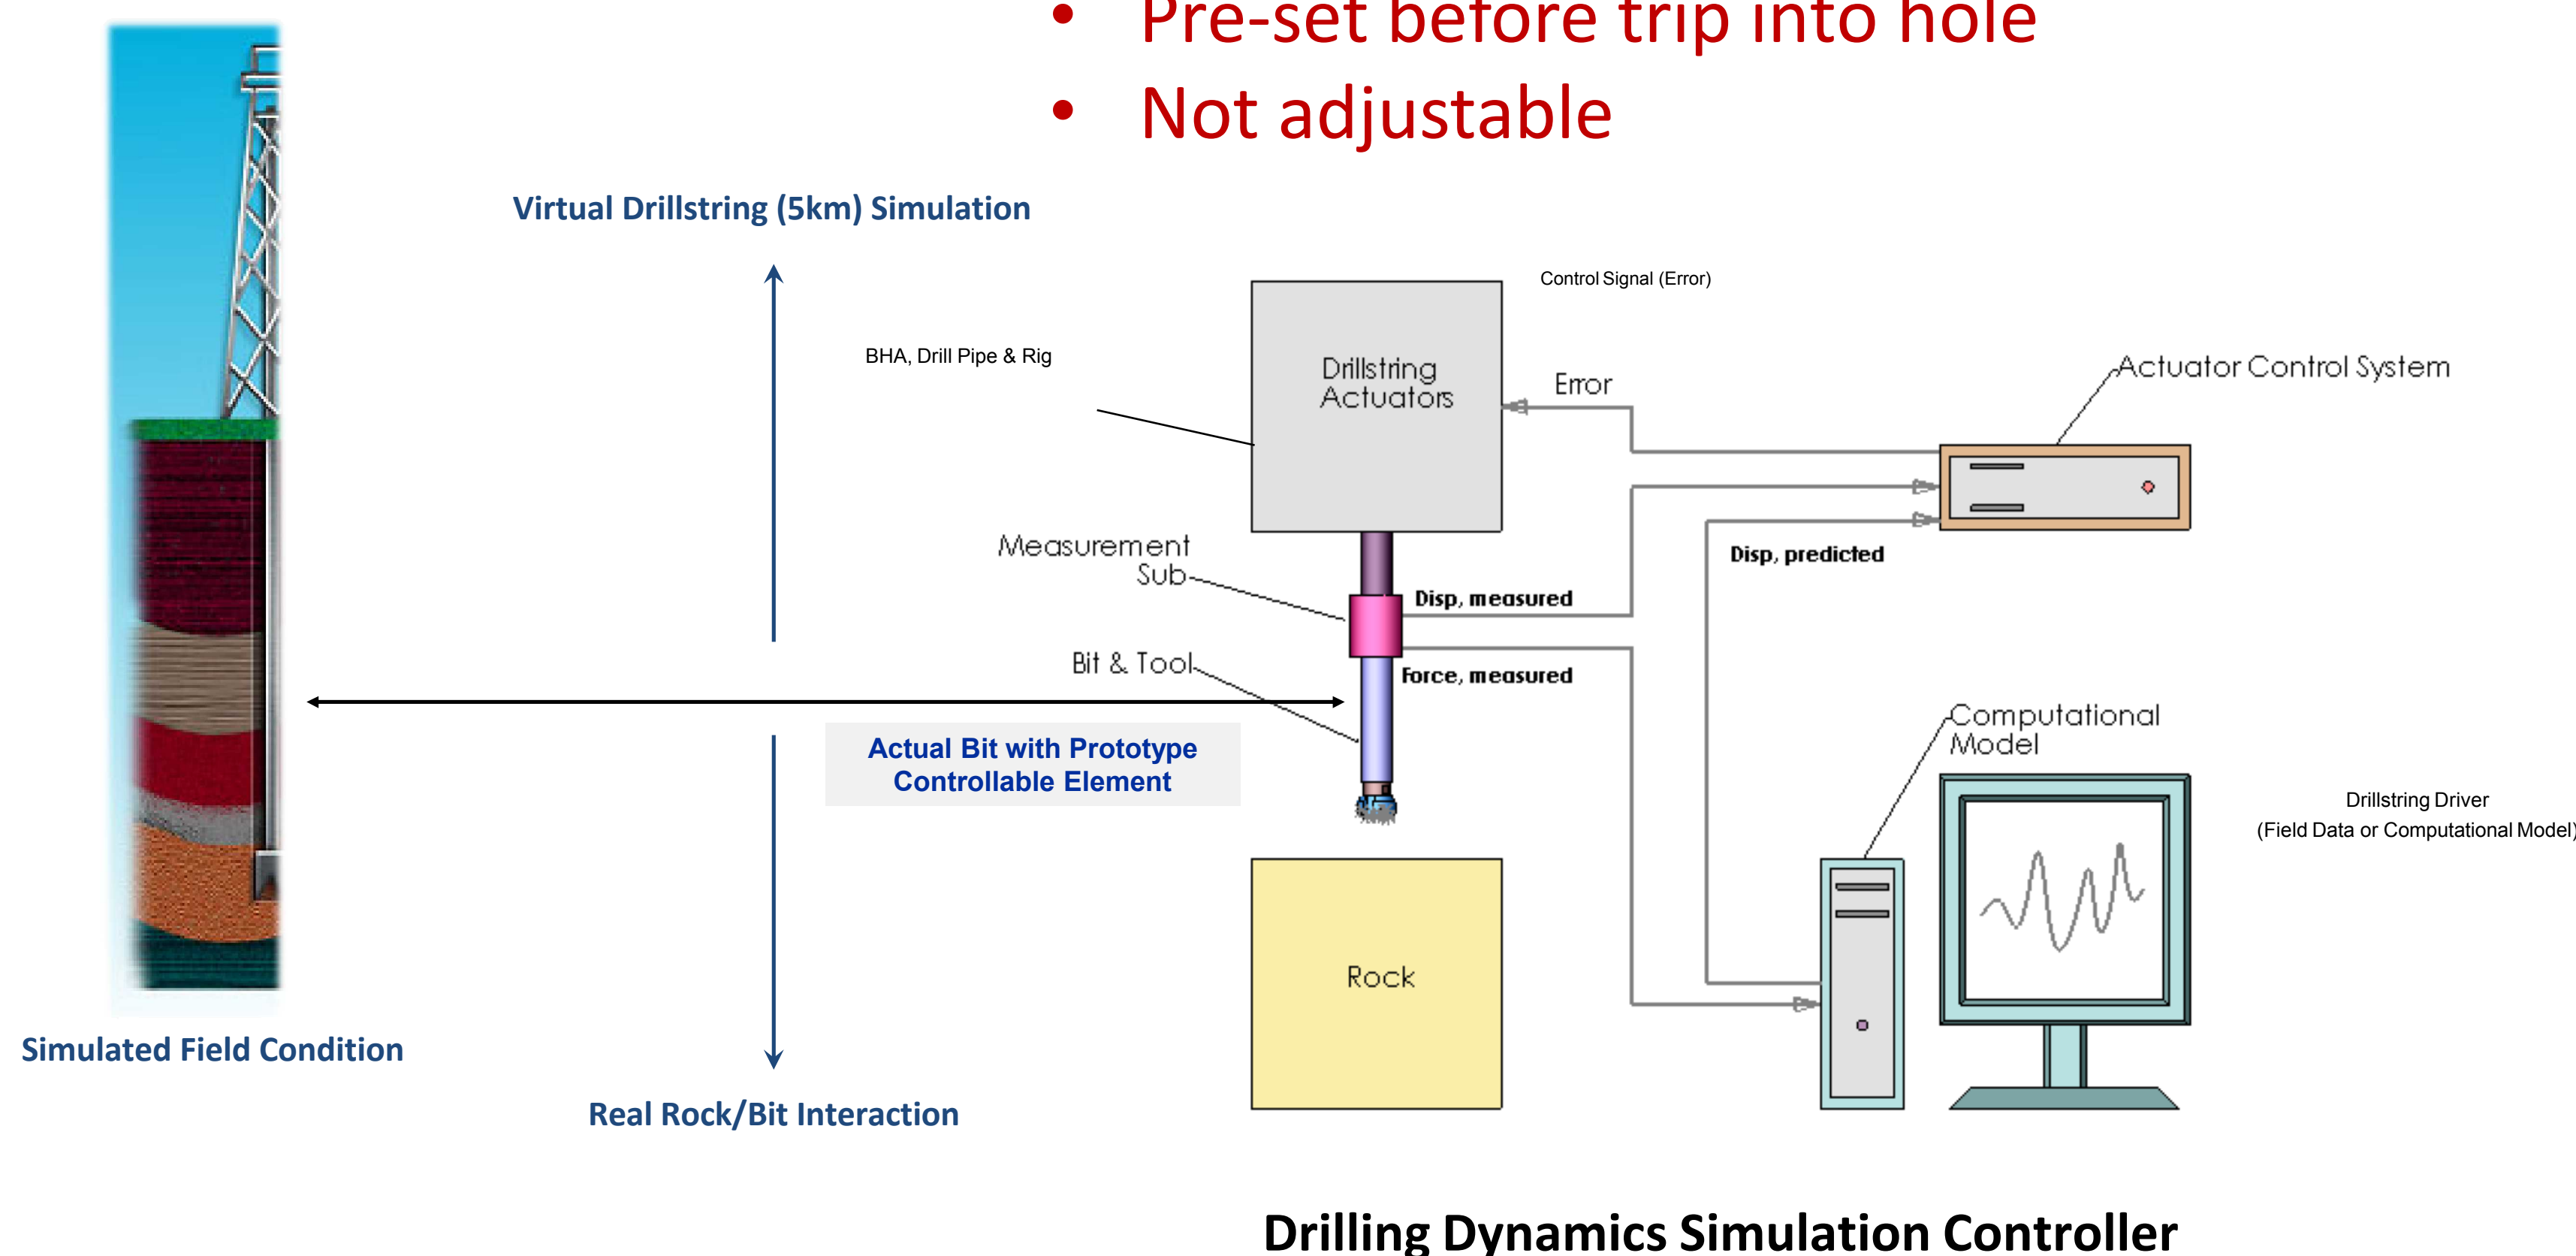 • Pre-set before trip into hole
• Not adjustable
Virtual Drillstring (5km) Simulation
Control Signal (Error)
BHA, Drill Pipe & Rig
Drillstring
Actuators
Error
Actuator Control System
Measurement
Sub
Disp, predicted
Disp, measured
Bit & Tool
Force, measured
Actual Bit with Prototype
Controllable Element
Computational
Model
Drillstring Driver
(Field Data or Computational Model)
Rock
Simulated Field Condition
Real Rock/Bit Interaction
Drilling Dynamics Simulation Controller